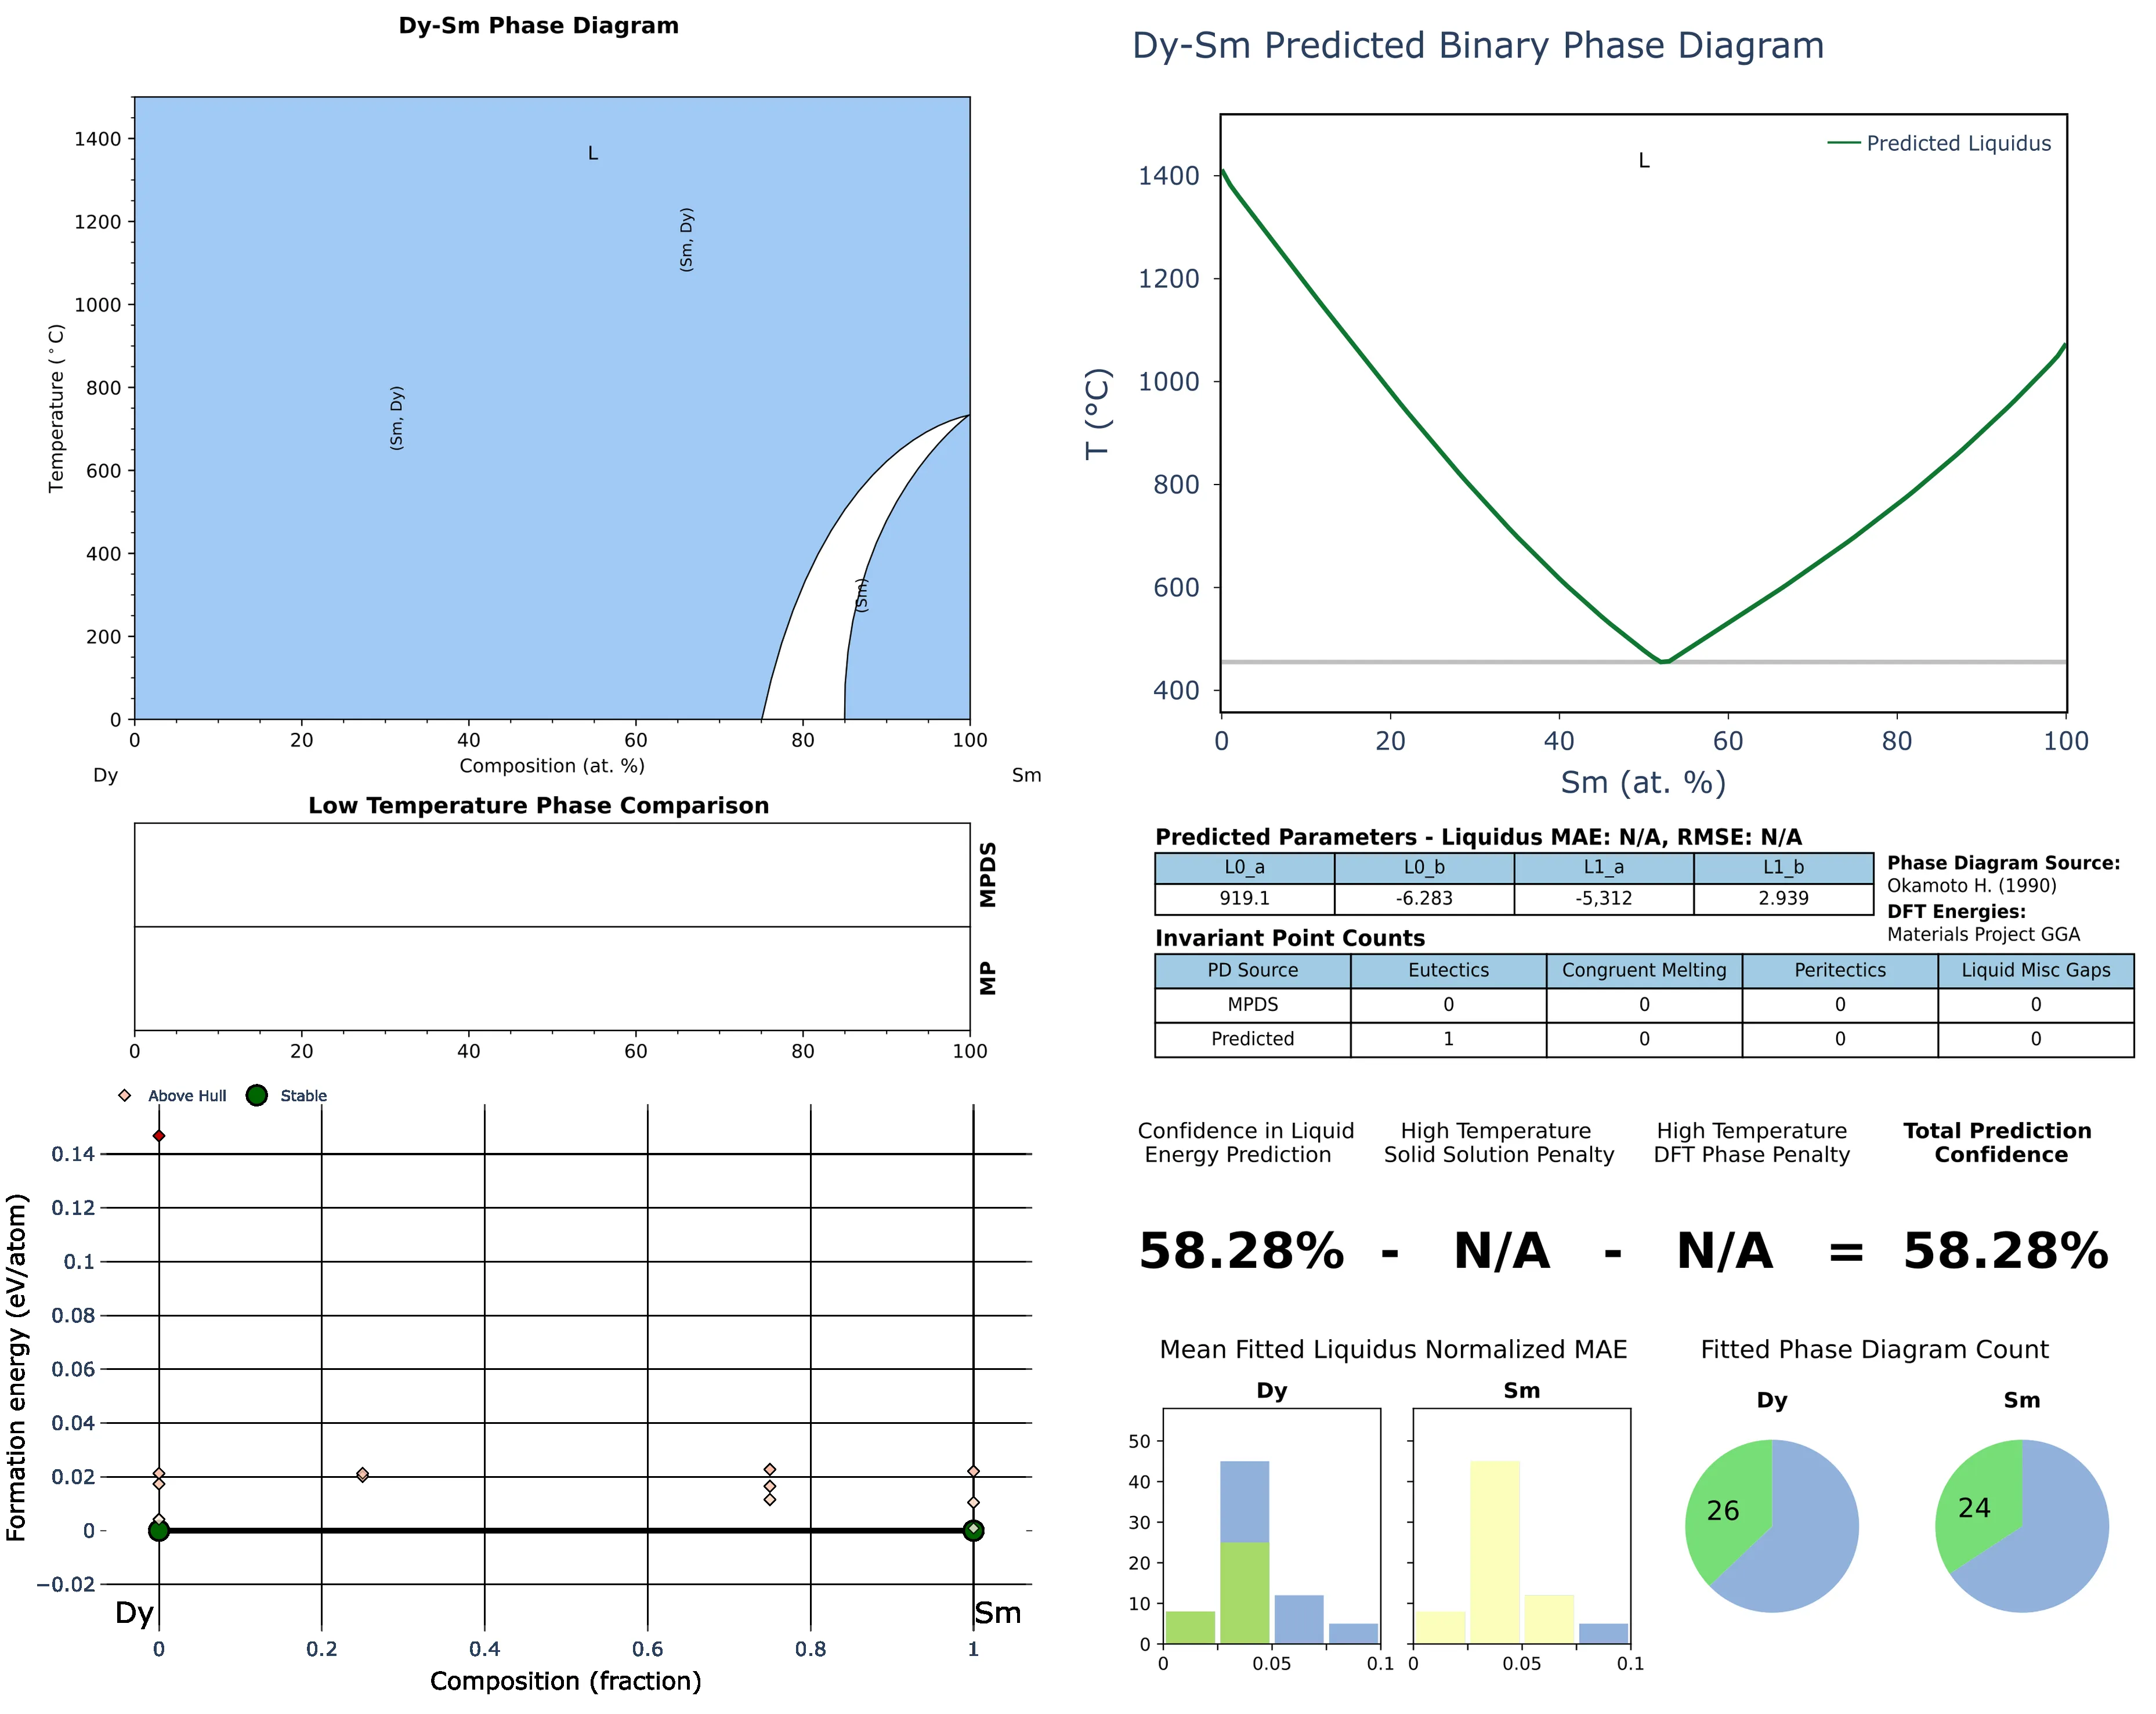 Dy-Sm Phase Diagram
1400
1200
1000
800
600
400
200
0
Temperature (°C)
L
(Sm, Dy)
(Sm, Dy)
(Sm)
0 20 40 60 80 100
Composition (at. %)
Dy Sm
Low Temperature Phase Comparison
MPDS
MP
0 20 40 60 80 100
Above Hull Stable
0.14
0.12
0.1
0.08
0.06
0.04
0.02
0
−0.02
Formation energy (eV/atom)
Dy Sm
0 0.2 0.4 0.6 0.8 1
Composition (fraction)
Dy-Sm Predicted Binary Phase Diagram
L
Predicted Liquidus
1400
1200
1000
800
600
400
T (°C)
0 20 40 60 80 100
Sm (at. %)
Predicted Parameters - Liquidus MAE: N/A, RMSE: N/A
L0_a L0_b L1_a L1_b
919.1 -6.283 -5,312 2.939
Phase Diagram Source:
Okamoto H. (1990)
DFT Energies:
Materials Project GGA
Invariant Point Counts
PD Source Eutectics Congruent Melting Peritectics Liquid Misc Gaps
MPDS 0 0 0 0
Predicted 1 0 0 0
Confidence in Liquid
Energy Prediction
High Temperature
Solid Solution Penalty
High Temperature
DFT Phase Penalty
Total Prediction
Confidence
58.28% - N/A - N/A = 58.28%
Mean Fitted Liquidus Normalized MAE
Dy Sm
50
40
30
20
10
0
0 0.05 0.1 0 0.05 0.1
Fitted Phase Diagram Count
Dy Sm
26 24